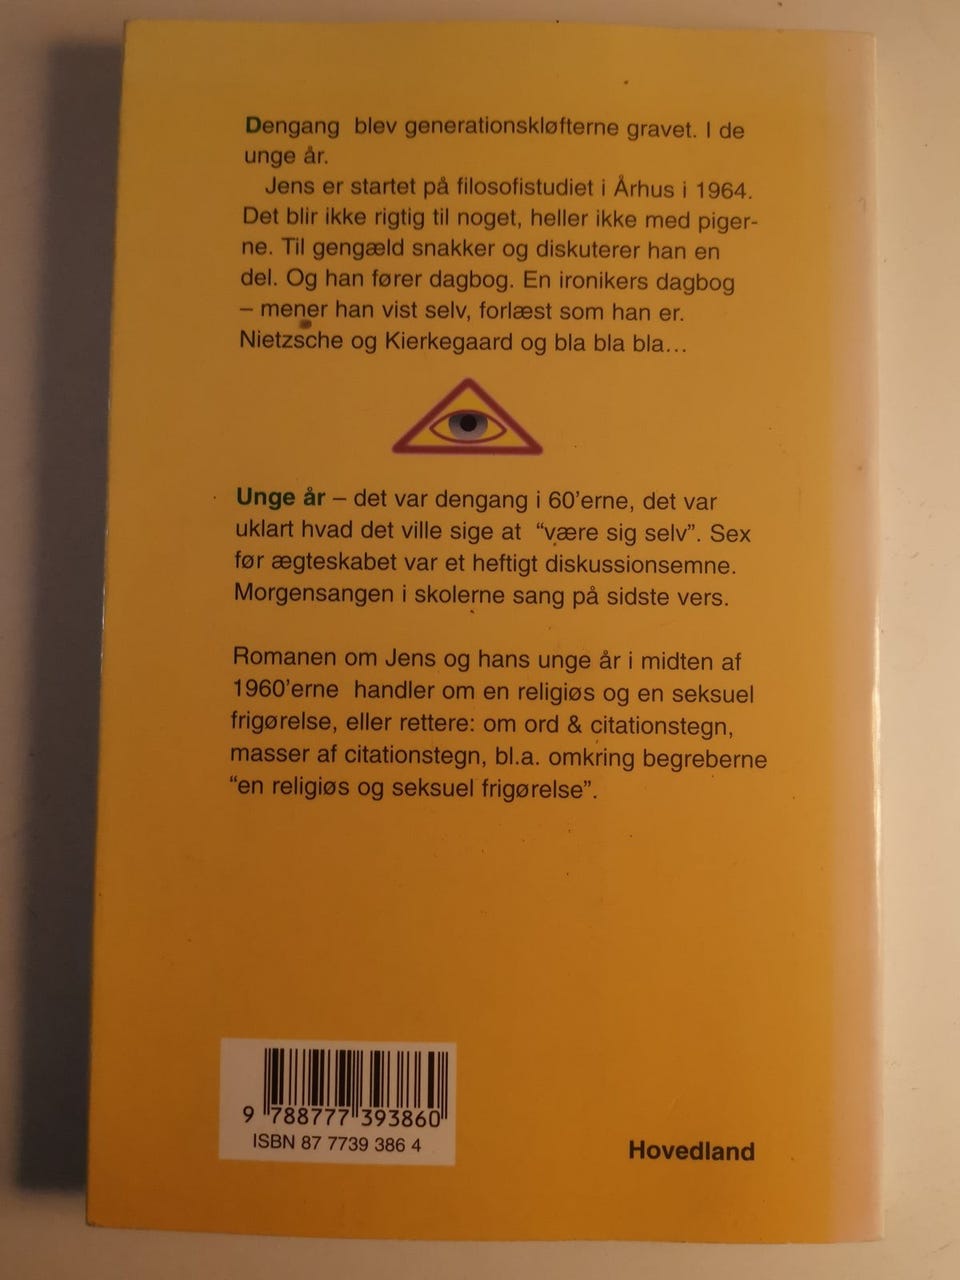 Dengang blev generationskløfterne gravet. I de
unge år.
Jens er startet på filosofistudiet i Århus i 1964.
Det blir ikke rigtig til noget, heller ikke med piger-
ne. Til gengæld snakker og diskuterer han en
del. Og han fører dagbog. En ironikers dagbog
– mener han vist selv, forlæst som han er.
Nietzsche og Kierkegaard og bla bla bla...
Unge år – det var dengang i 60’erne, det var
uklart hvad det ville sige at “være sig selv”. Sex
før ægteskabet var et heftigt diskussionsemne.
Morgensangen i skolerne sang på sidste vers.
Romanen om Jens og hans unge år i midten af
1960’erne handler om en religiøs og en seksuel
frigørelse, eller rettere: om ord & citationstegn,
masser af citationstegn, bl.a. omkring begreberne
“en religiøs og seksuel frigørelse”.
9 788777 393860
ISBN 87 7739 386 4
Hovedland